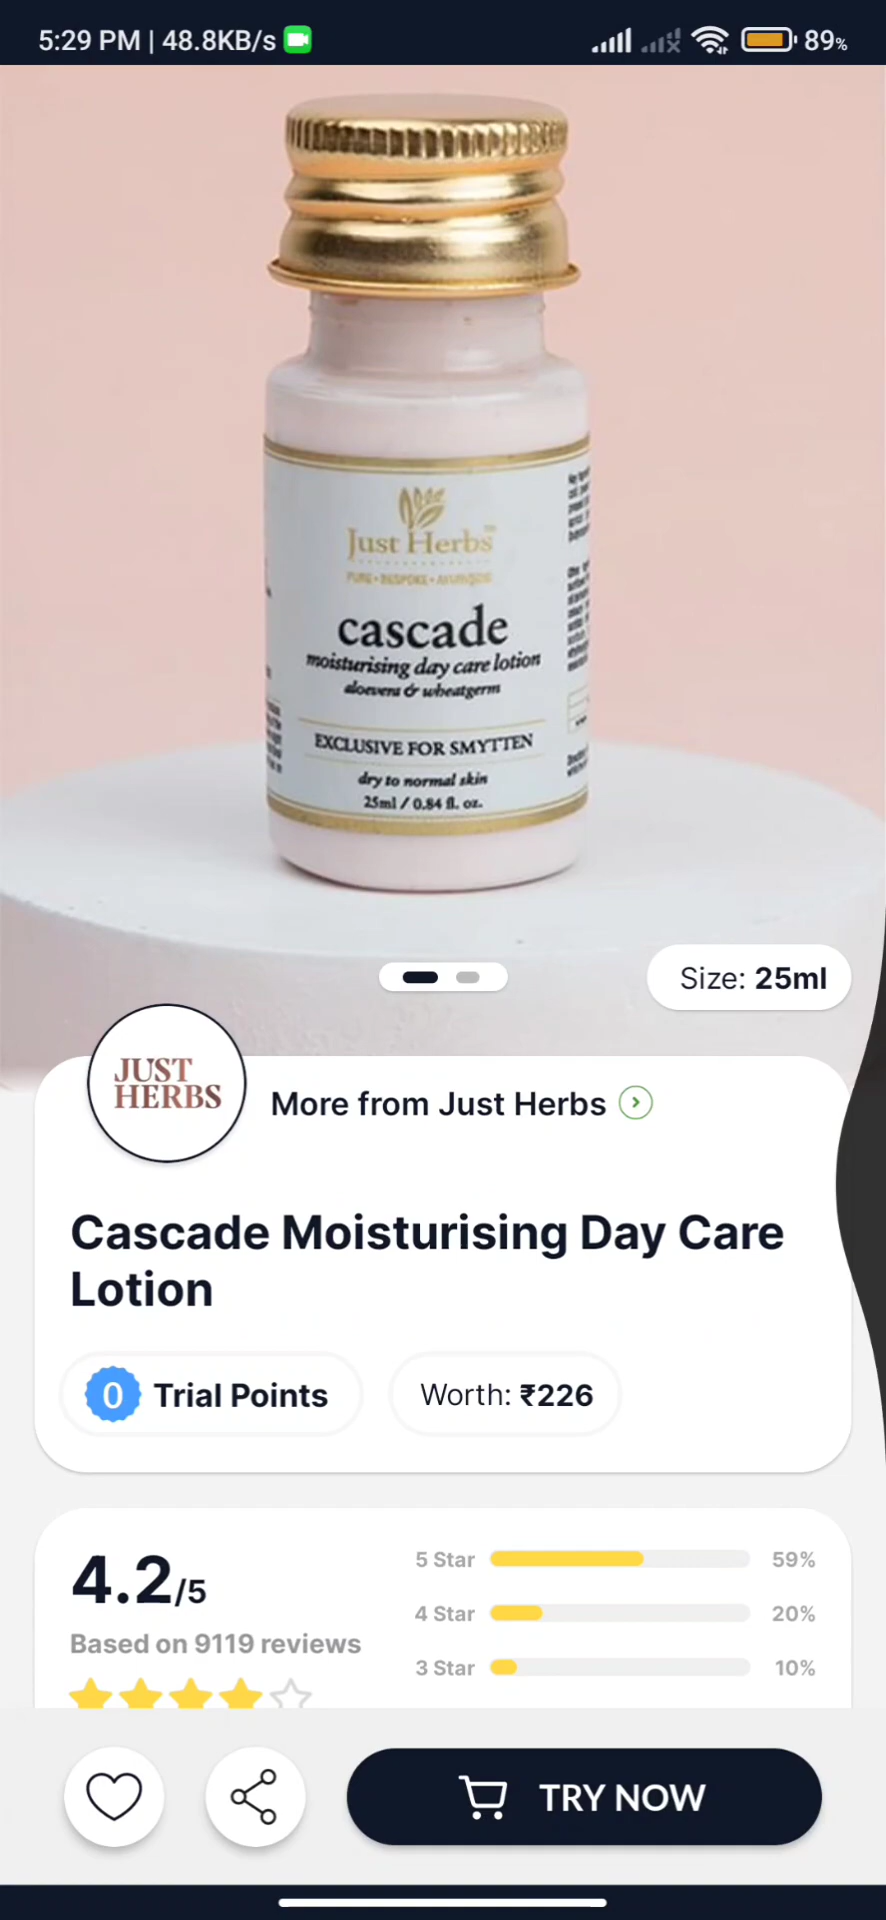 5:29 PM | 48.8KB/s
89%
Just Herbs
PURE • BESPOKE • AYURVEDIC
cascade
moisturising day care lotion
aloevera & wheatgerm
EXCLUSIVE FOR SMYTTEN
dry to normal skin
25ml / 0.84 fl. oz.
Size: 25ml
JUST
HERBS
More from Just Herbs
Cascade Moisturising Day Care
Lotion
0 Trial Points
Worth: ₹226
4.2/5
Based on 9119 reviews
5 Star 59%
4 Star 20%
3 Star 10%
TRY NOW